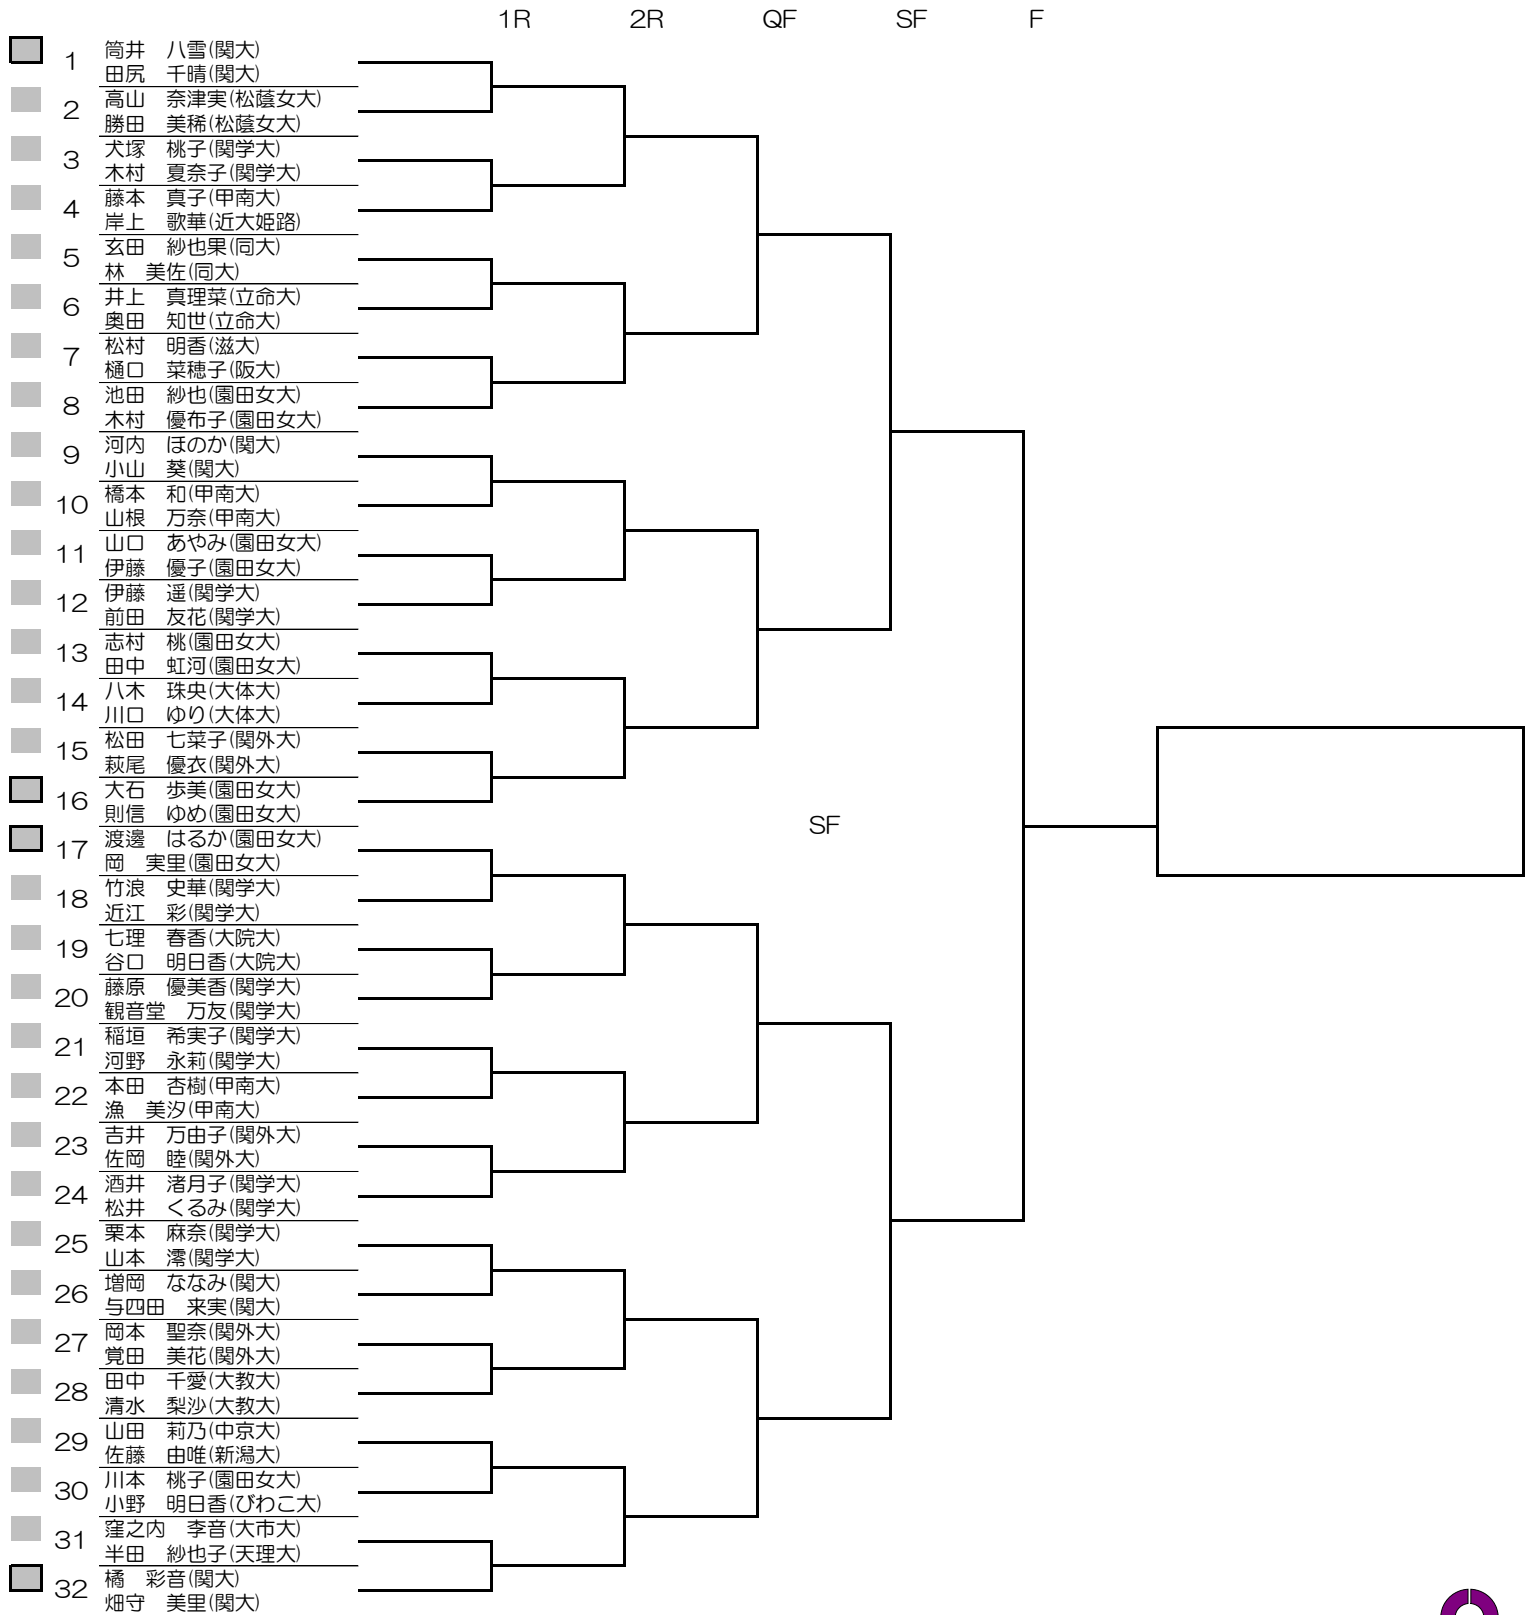 1R 2R QF SF F
1 筒井 八雪(関大)
田尻 千晴(関大)
2 高山 奈津実(松蔭女大)
勝田 美稀(松蔭女大)
3 犬塚 桃子(関学大)
木村 夏奈子(関学大)
4 藤本 真子(甲南大)
岸上 歌華(近大姫路)
5 玄田 紗也果(同大)
林 美佐(同大)
6 井上 真理菜(立命大)
奥田 知世(立命大)
7 松村 明香(滋大)
樋口 菜穂子(阪大)
8 池田 紗也(園田女大)
木村 優布子(園田女大)
9 河内 ほのか(関大)
小山 葵(関大)
10 橋本 和(甲南大)
山根 万奈(甲南大)
11 山口 あやみ(園田女大)
伊藤 優子(園田女大)
12 伊藤 遥(関学大)
前田 友花(関学大)
13 志村 桃(園田女大)
田中 虹河(園田女大)
14 八木 珠央(大体大)
川口 ゆり(大体大)
15 松田 七菜子(関外大)
萩尾 優衣(関外大)
16 大石 歩美(園田女大)
則信 ゆめ(園田女大)
SF
17 渡邊 はるか(園田女大)
岡 実里(園田女大)
18 竹浪 史華(関学大)
近江 彩(関学大)
19 七理 春香(大院大)
谷口 明日香(大院大)
20 藤原 優美香(関学大)
観音堂 万友(関学大)
21 稲垣 希実子(関学大)
河野 永莉(関学大)
22 本田 杏樹(甲南大)
漁 美汐(甲南大)
23 吉井 万由子(関外大)
佐岡 睦(関外大)
24 酒井 渚月子(関学大)
松井 くるみ(関学大)
25 栗本 麻奈(関学大)
山本 澪(関学大)
26 増岡 ななみ(関大)
与四田 来実(関大)
27 岡本 聖奈(関外大)
覚田 美花(関外大)
28 田中 千愛(大教大)
清水 梨沙(大教大)
29 山田 莉乃(中京大)
佐藤 由唯(新潟大)
30 川本 桃子(園田女大)
小野 明日香(びわこ大)
31 窪之内 李音(大市大)
半田 紗也子(天理大)
32 橘 彩音(関大)
畑守 美里(関大)